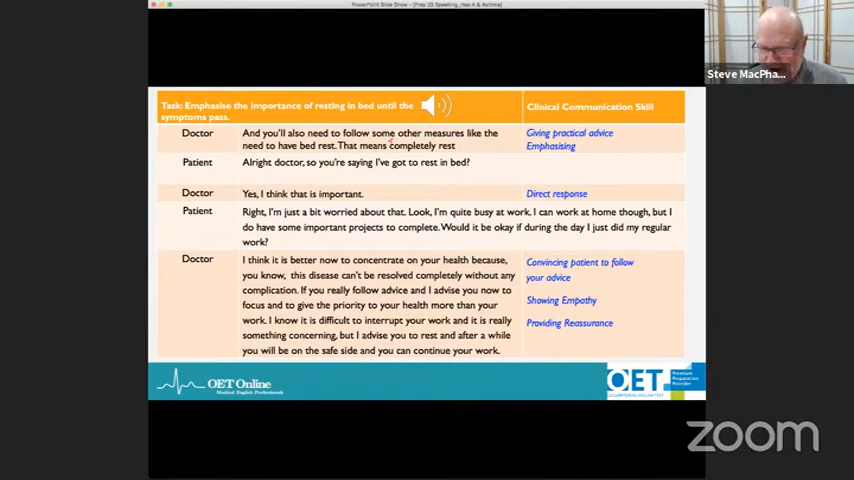 PowerPoint Slide Show - [Prep 25 Speaking_Hep A & Asthma]
Steve MacPha...
Task: Emphasise the importance of resting in bed until the
symptoms pass.
Clinical Communication Skill
Doctor
And you'll also need to follow some other measures like the
need to have bed rest. That means completely rest
Giving practical advice
Emphasising
Patient
Alright doctor, so you're saying I've got to rest in bed?
Doctor
Yes, I think that is important.
Direct response
Patient
Right, I'm just a bit worried about that. Look, I'm quite busy at work. I can work at home though, but I
do have some important projects to complete. Would it be okay if during the day I just did my regular
work?
Doctor
I think it is better now to concentrate on your health because,
you know, this disease can't be resolved completely without any
complication. If you really follow advice and I advise you now to
focus and to give the priority to your health more than your
work. I know it is difficult to interrupt your work and it is really
something concerning, but I advise you to rest and after a while
you will be on the safe side and you can continue your work.
Convincing patient to follow
your advice
Showing Empathy
Providing Reassurance
OET Online
Medical English Professionals
OET
OCCUPATIONAL ENGLISH TEST
Premium
Preparation
Provider
zoom